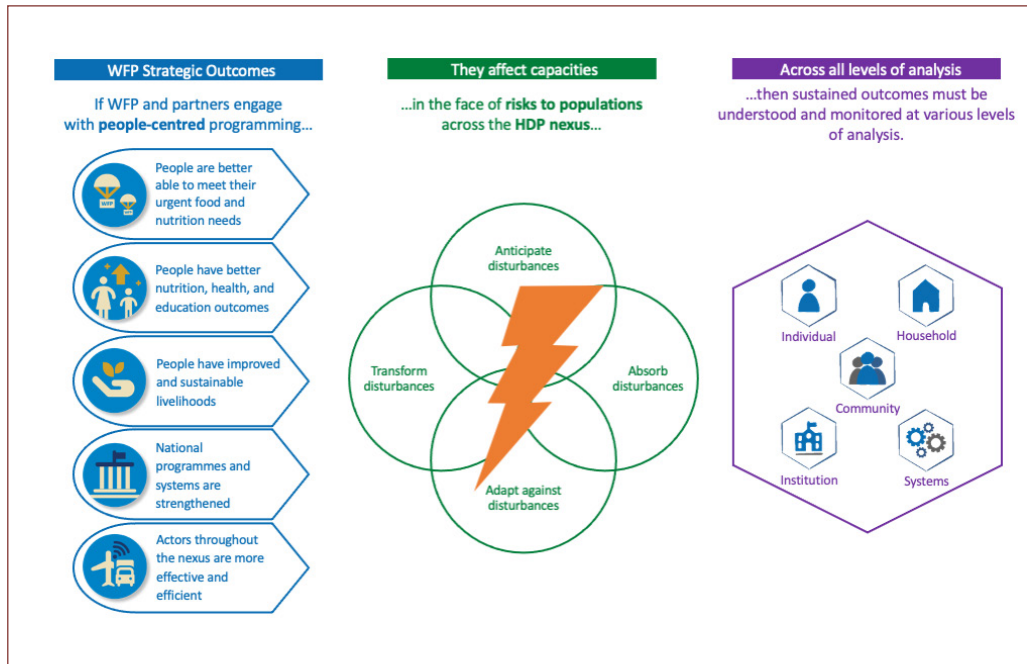 WFP Strategic Outcomes
If WFP and partners engage
with people-centred programming...
WFP
People are better
able to meet their
urgent food and
nutrition needs
People have better
nutrition, health, and
education outcomes
People have improved
and sustainable
livelihoods
National
programmes and
systems are
strengthened
Actors throughout
the nexus are more
effective and
efficient
They affect capacities
...in the face of risks to populations
across the HDP nexus...
Anticipate
disturbances
Transform
disturbances
Absorb
disturbances
Adapt against
disturbances
Across all levels of analysis
...then sustained outcomes must be
understood and monitored at various levels
of analysis.
Individual
Household
Community
Institution
Systems